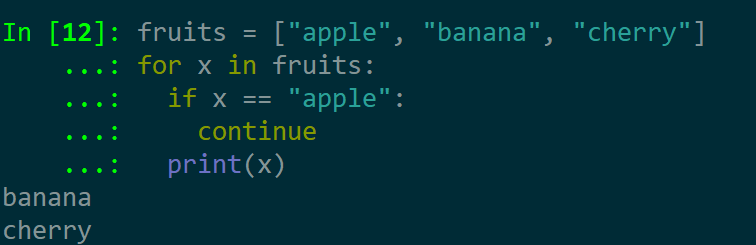 In [12]: fruits = ["apple", "banana", "cherry"]
    ...: for x in fruits:
    ...:   if x == "apple":
    ...:     continue
    ...:   print(x)
banana
cherry